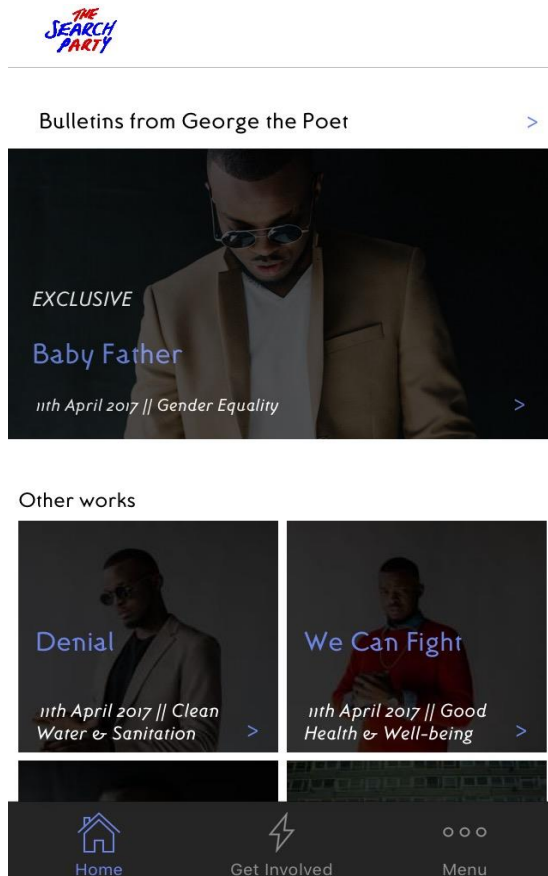 THE
SEARCH
PARTY
Bulletins from George the Poet >
EXCLUSIVE
Baby Father
11th April 2017 || Gender Equality >
Other works
Denial
11th April 2017 || Clean
Water & Sanitation >
We Can Fight
11th April 2017 || Good
Health & Well-being >
Home
Get Involved
Menu